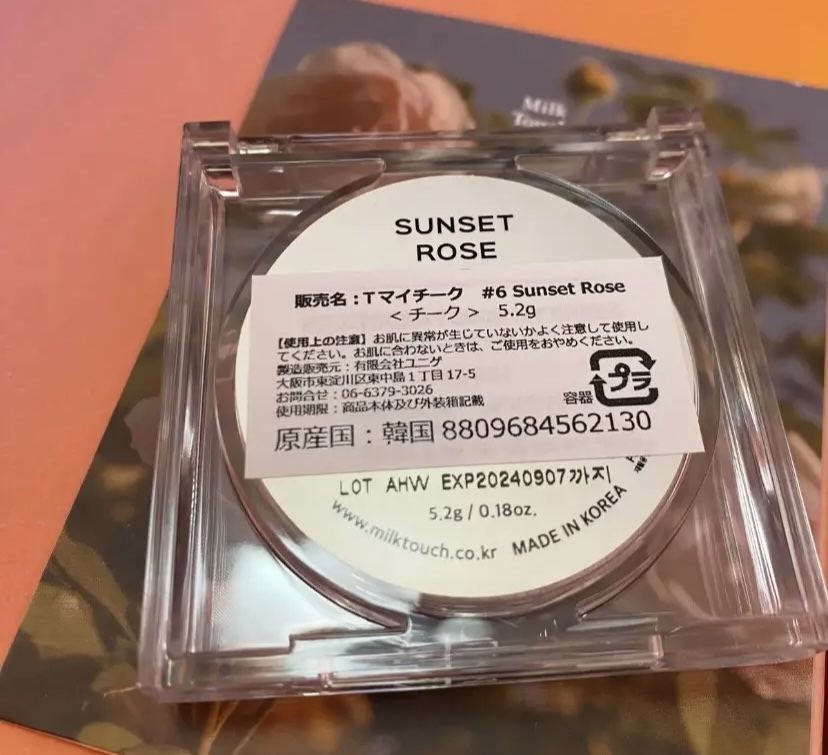 Milk
SUNSET
ROSE
販売名：Tマイチーク　#6 Sunset Rose
＜チーク＞　5.2g
【使用上の注意】お肌に異常が生じていないかよく注意して使用し
てください。お肌に合わないときは、ご使用をおやめください。
製造販売元：有限会社ユニゲ
大阪市東淀川区東中島１丁目17-5
お問合せ：06-6379-3026
使用期限：商品本体及び外装箱記載
プラ
容器
原産国：韓国 8809684562130
LOT AHW EXP20240907까지
5.2g / 0.18oz.
www.milktouch.co.kr MADE IN KOREA